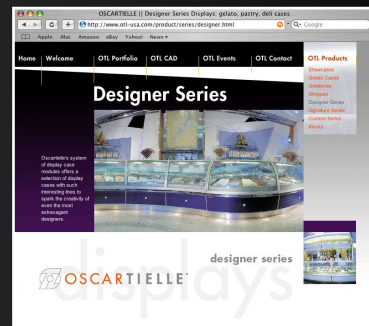 OSCARTIELLE || Designer Series Displays: gelato, pastry, deli cases
http://www.otl-usa.com/product/series/designer.html
Google
Apple .Mac Amazon eBay Yahoo! News
Home Welcome OTL Portfolio OTL CAD OTL Events OTL Contact OTL Products
Showcases
Gelato Cases
Gelaterias
Shoppes
Designer Series
Signature Series
Custom Series
Kiosks
Designer Series
Oscartielle's system
of display case
modules offers a
selection of display
cases with such
interesting lines to
spark the creativity of
even the most
extravagant
designers.
displays
designer series
OSCARTIELLE